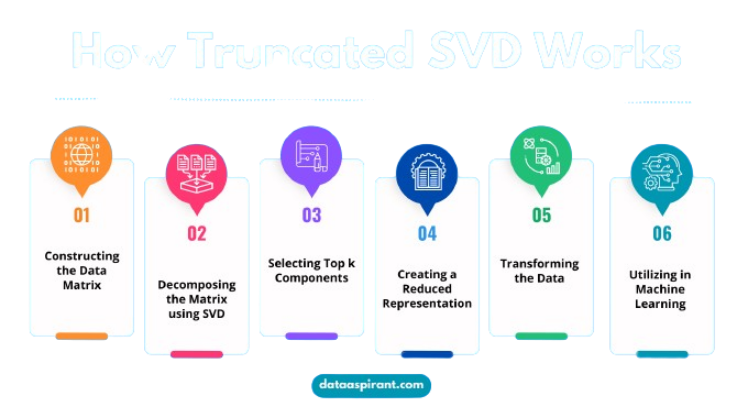 How Truncated SVD Works
01
Constructing
the Data
Matrix
02
Decomposing
the Matrix
using SVD
03
Selecting Top k
Components
04
Creating a
Reduced
Representation
05
Transforming
the Data
06
Utilizing in
Machine
Learning
dataaspirant.com